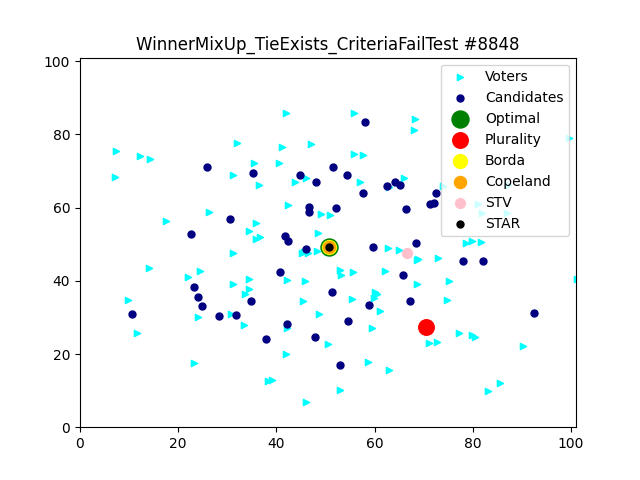 WinnerMixUp_TieExists_CriteriaFailTest #8848
100
80
60
40
20
0
0 20 40 60 80 100
Voters
Candidates
Optimal
Plurality
Borda
Copeland
STV
STAR